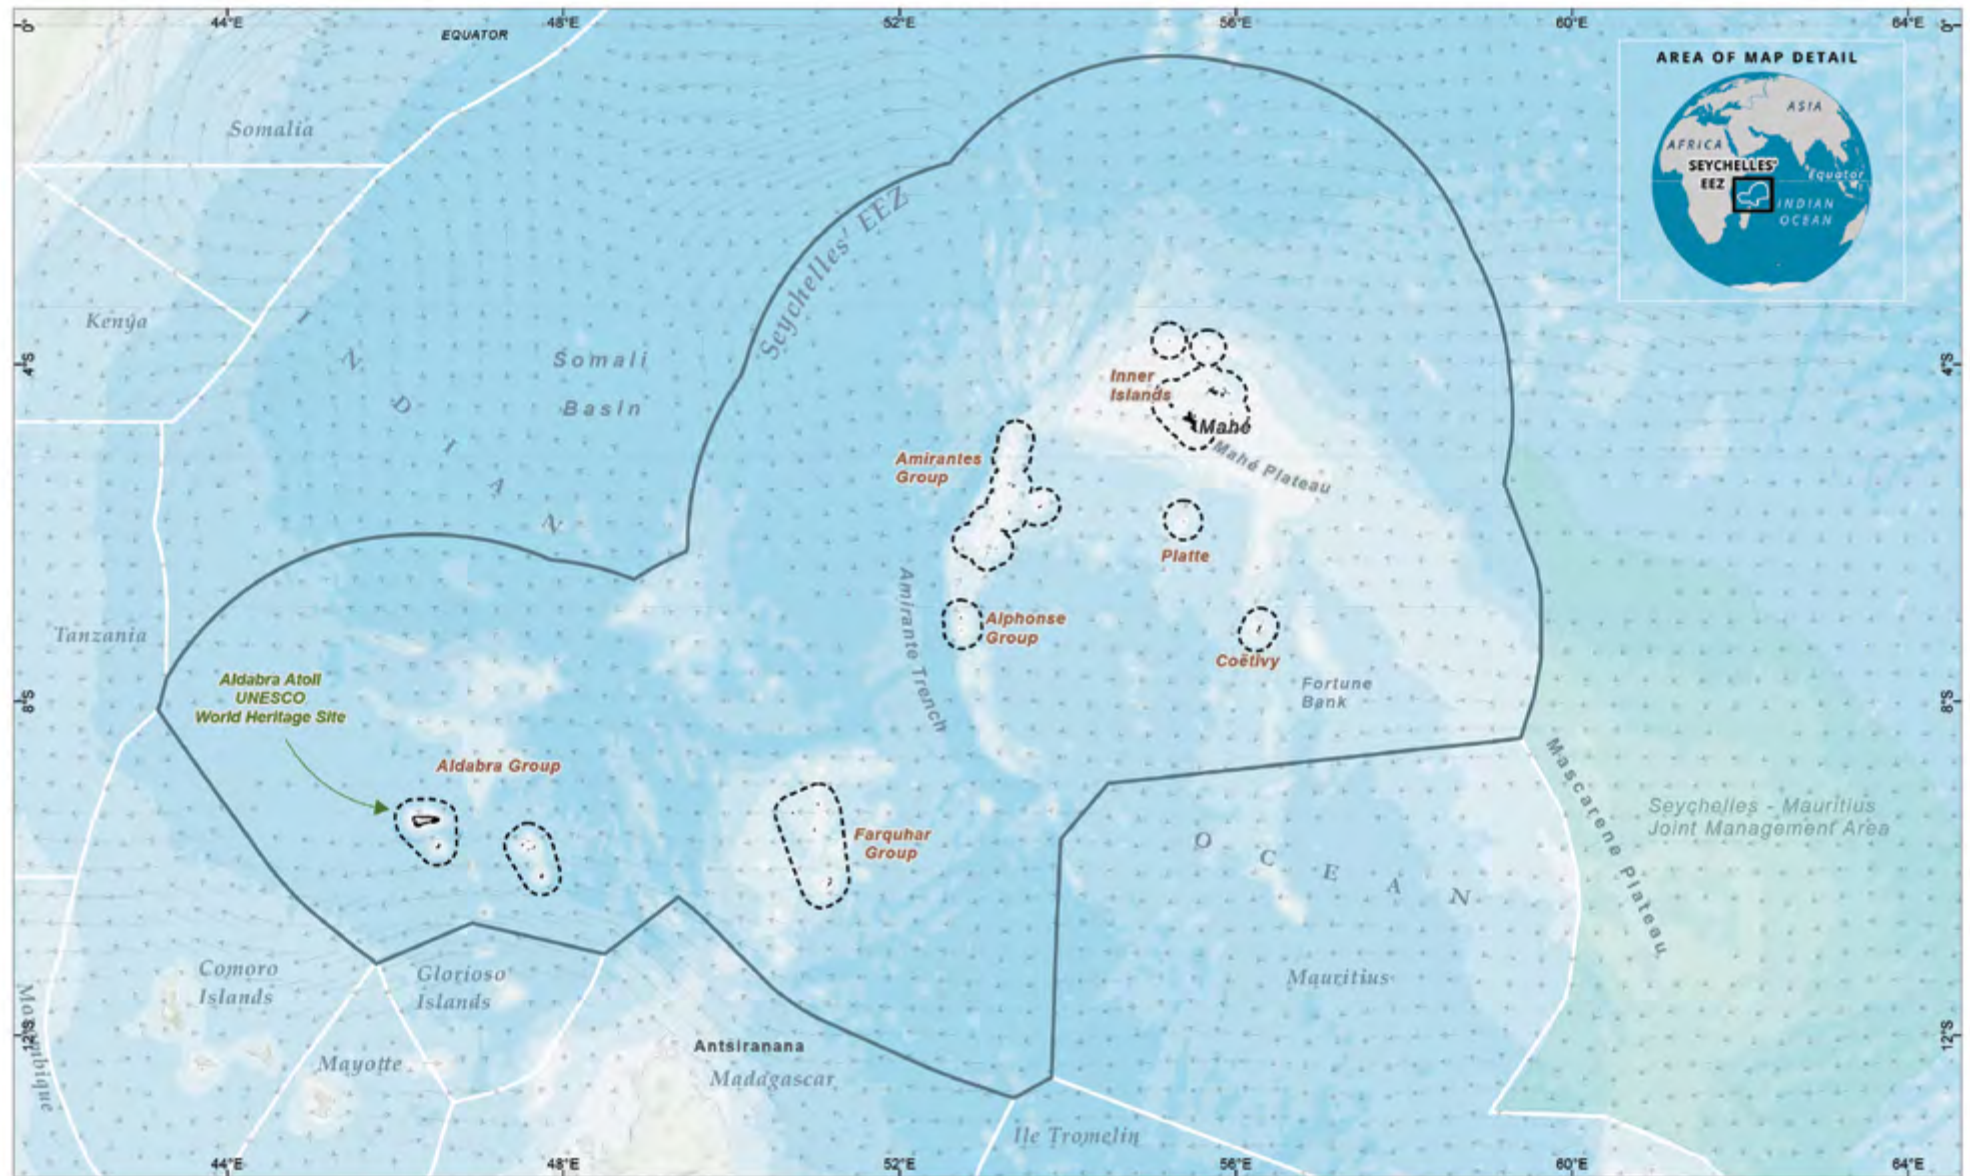 44°E
48°E
52°E
56°E
60°E
64°E
0°
0°
EQUATOR
AREA OF MAP DETAIL
ASIA
AFRICA
SEYCHELLES'
EEZ
Equator
INDIAN
OCEAN
Somalia
Seychelles' EEZ
Kenya
INDIAN
Somali
Basin
4°S
4°S
Inner
Islands
Mahé
Mahé Plateau
Amirantes
Group
Platte
Amirante Trench
Alphonse
Group
Coëtivy
Tanzania
Aldabra Atoll
UNESCO
World Heritage Site
Fortune
Bank
8°S
8°S
Aldabra Group
Mascarene Plateau
Seychelles - Mauritius
Joint Management Area
Farquhar
Group
OCEAN
Comoro
Islands
Glorioso
Islands
Mauritius
Mozambique
12°S
12°S
Mayotte
Antsiranana
Madagascar
Ile Tromelin
44°E
48°E
52°E
56°E
60°E
64°E